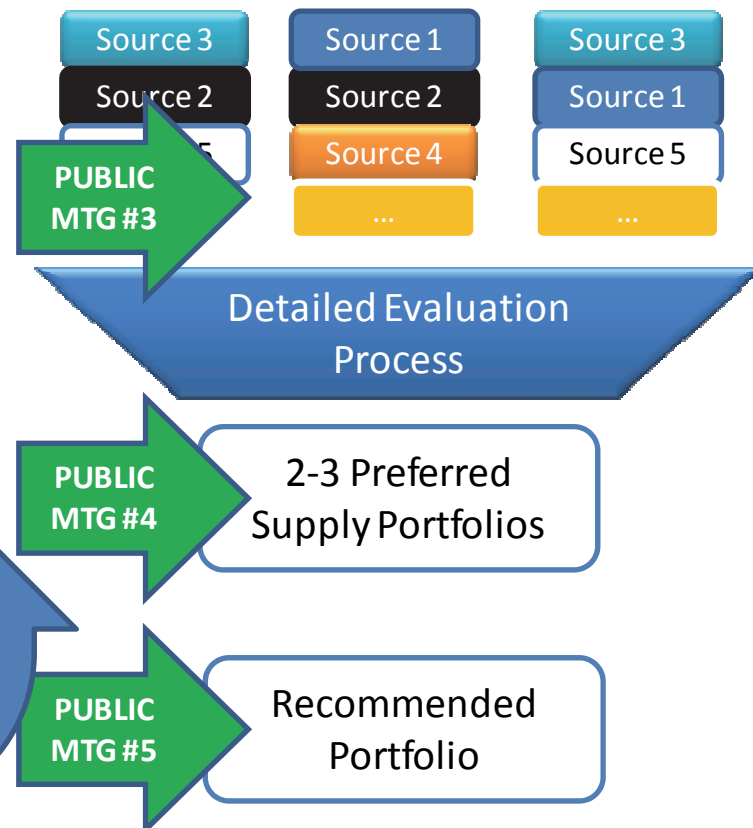 Source 3
Source 1
Source 3
Source 2
Source 2
Source 1
5
Source 4
Source 5
PUBLIC
MTG #3
...
...
Detailed Evaluation
Process
PUBLIC
MTG #4
2-3 Preferred
Supply Portfolios
PUBLIC
MTG #5
Recommended
Portfolio